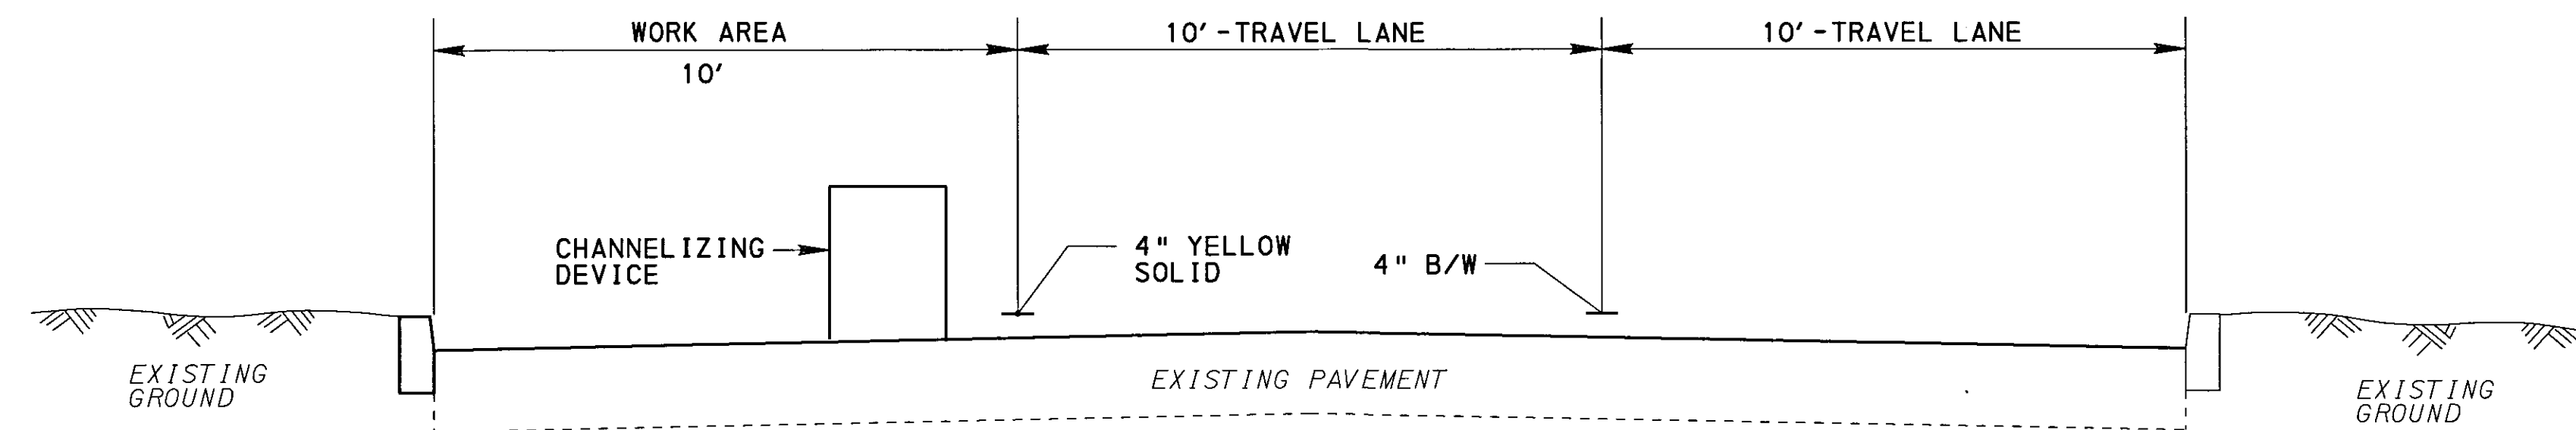 WORK AREA
10'
10'-TRAVEL LANE
10'-TRAVEL LANE
CHANNELIZING
DEVICE
4" YELLOW
SOLID
4" B/W
EXISTING
GROUND
EXISTING PAVEMENT
EXISTING
GROUND